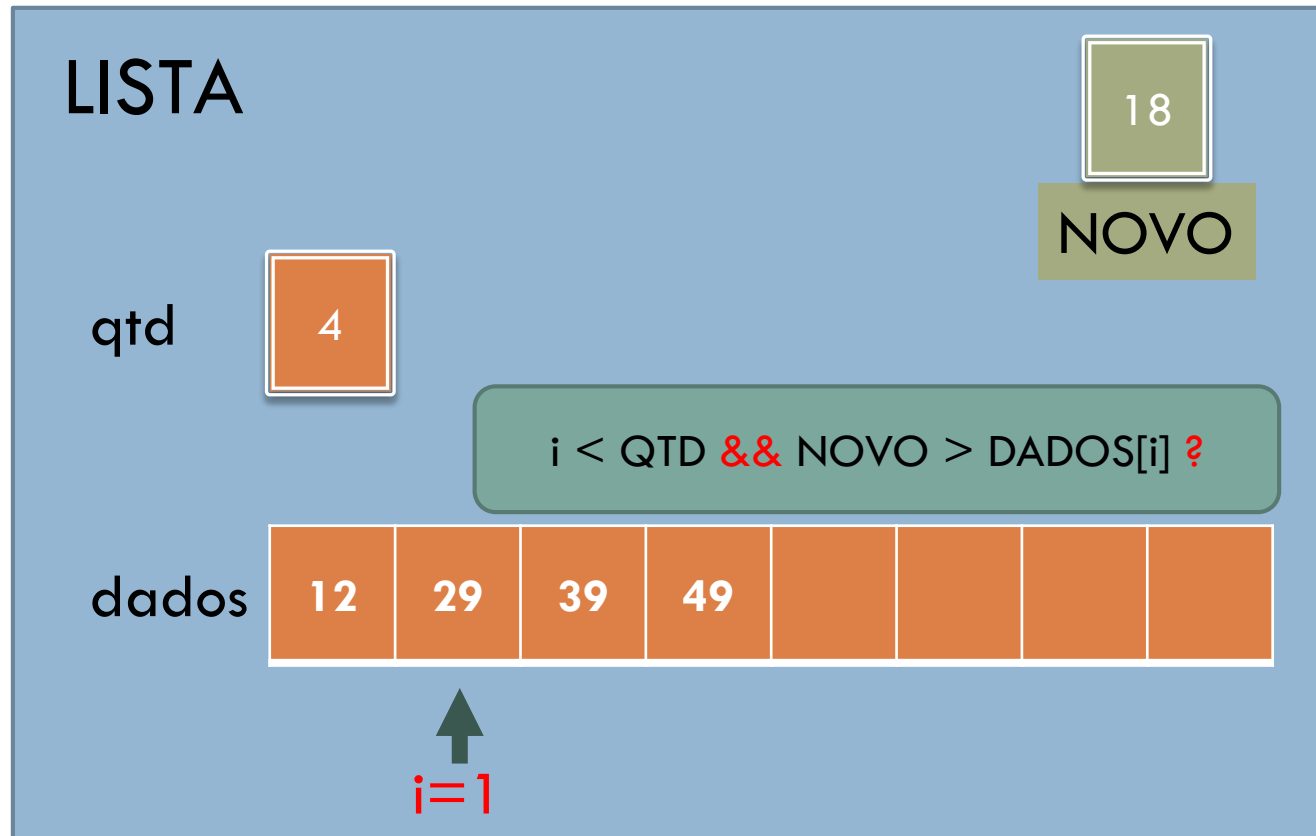 LISTA
18
NOVO
qtd
4
i < QTD && NOVO > DADOS[i] ?
dados 12 29 39 49
i=1